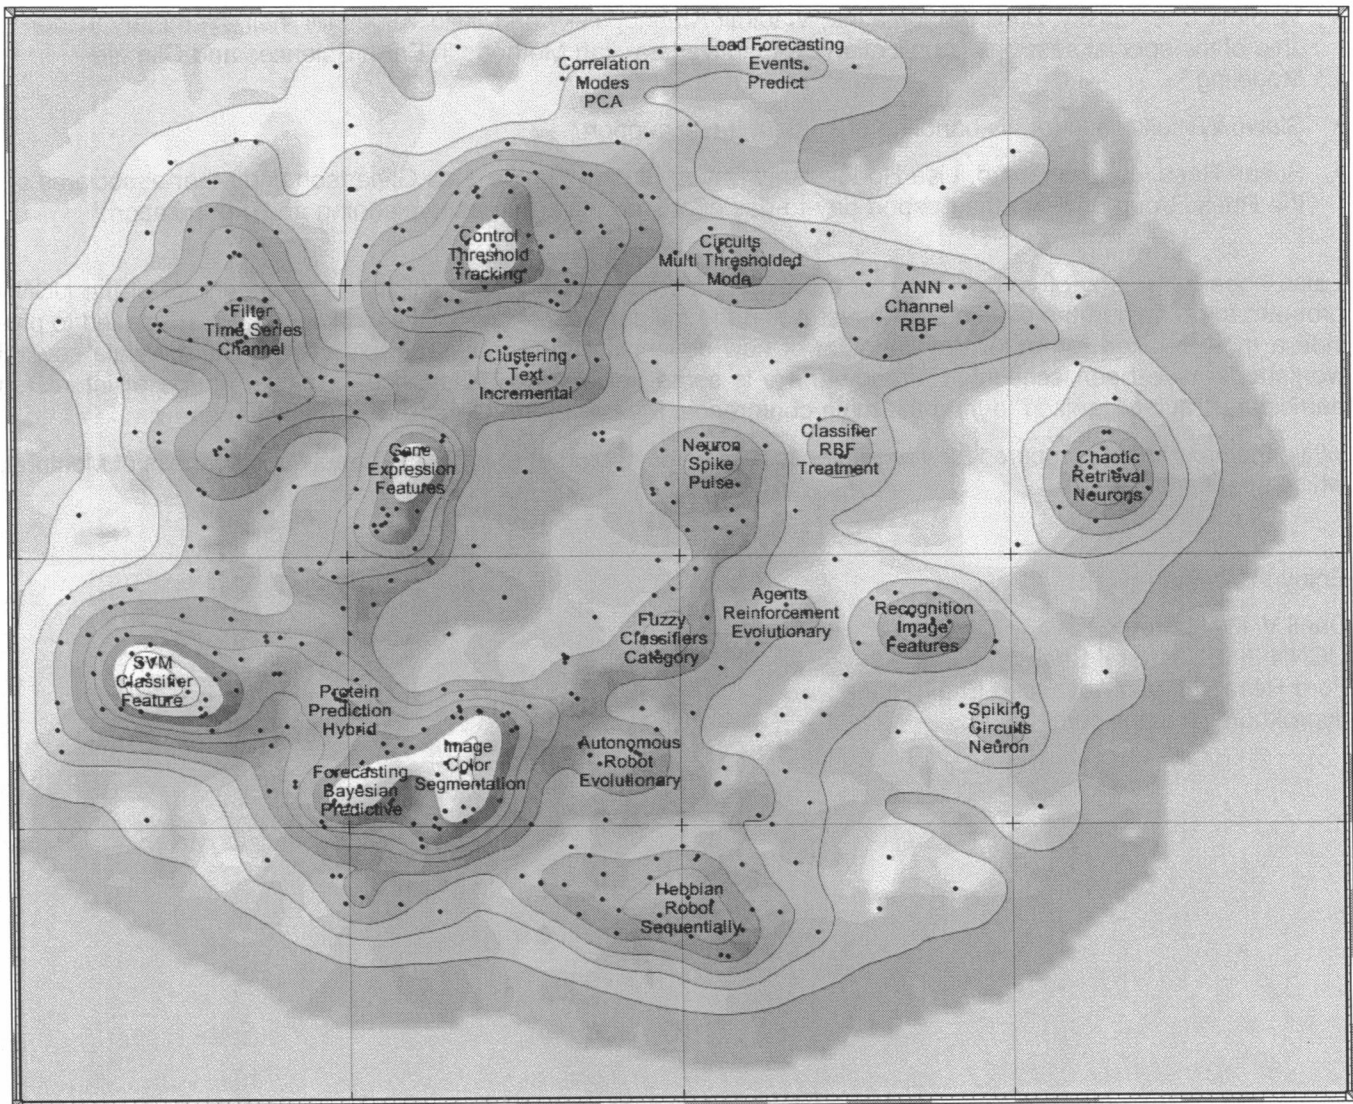 Load Forecasting
Events
Predict
Correlation
Modes
PCA
Control
Threshold
Tracking
Circuits
Multi Thresholded
Mode
ANN
Channel
RBF
Filter
Time Series
Channel
Clustering
Text
Incremental
Gene
Expression
Features
Neuron
Spike
Pulse
Classifier
RBF
Treatment
Chaotic
Retrieval
Neurons
Agents
Reinforcement
Evolutionary
Fuzzy
Classifiers
Category
Recognition
Image
Features
SVM
Classifier
Feature
Protein
Prediction
Hybrid
Spiking
Circuits
Neuron
Image
Color
Segmentation
Autonomous
Robot
Evolutionary
Forecasting
Bayesian
Predictive
Hebbian
Robot
Sequentially